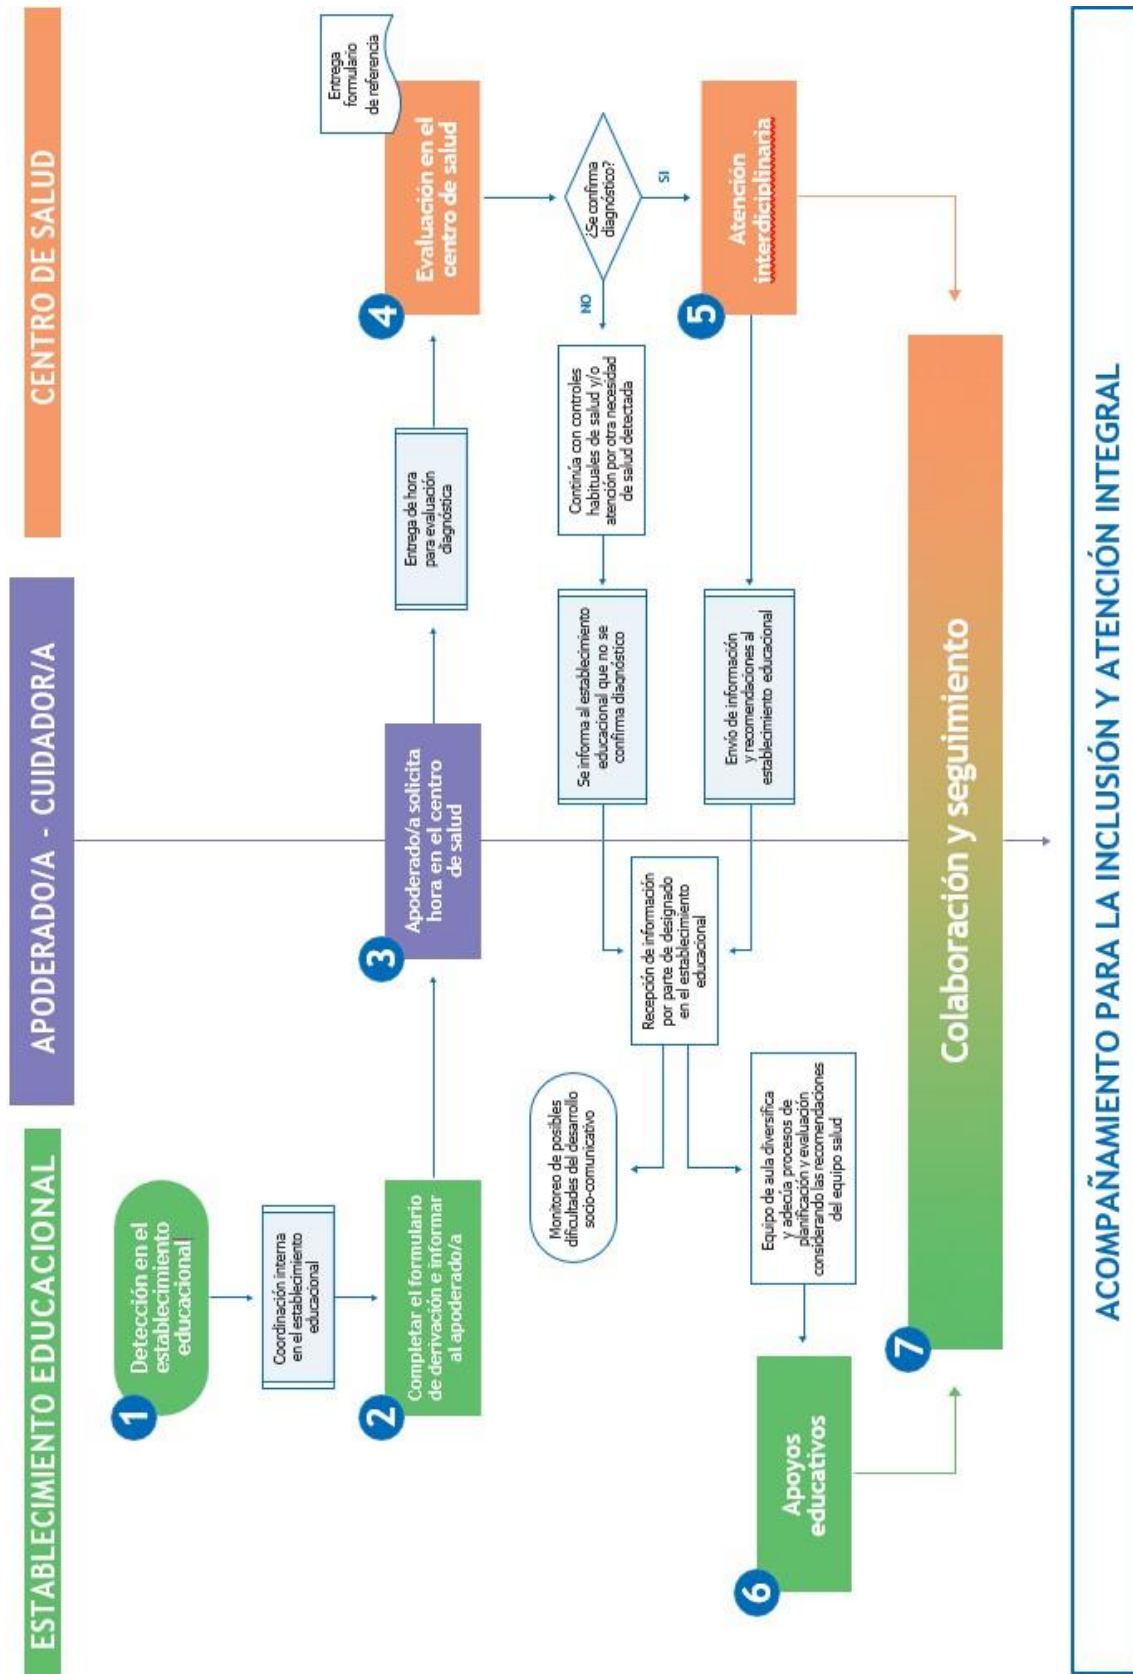 ESTABLECIMIENTO EDUCACIONAL
APODERADO/A - CUIDADOR/A
CENTRO DE SALUD
1
Detección en el
establecimiento
educacional
Coordinación interna
en el establecimiento
educacional
2
Completar el formulario
de derivación e informar
al apoderado/a
3
Apoderado/a solicita
hora en el centro
de salud
Entrega de hora
para evaluación
diagnóstica
4
Evaluación en el
centro de salud
Entrega
formulario
de referencia
¿Se confirma
diagnóstico?
NO
SI
Continúa con controles
habituales de salud y/o
atención por otra necesidad
de salud detectada
Se informa al establecimiento
educacional que no se
confirma diagnóstico
5
Atención
interdiciplinaria
Envío de información
y recomendaciones al
establecimiento educacional
Recepción de información
por parte de designado
en el establecimiento
educacional
Monitoreo de posibles
dificultades del desarrollo
socio-comunicativo
Equipo de aula diversifica
y adecúa procesos de
planificación y evaluación
considerando las recomendaciones
del equipo salud
6
Apoyos
educativos
7
Colaboración y seguimiento
ACOMPAÑAMIENTO PARA LA INCLUSIÓN Y ATENCIÓN INTEGRAL